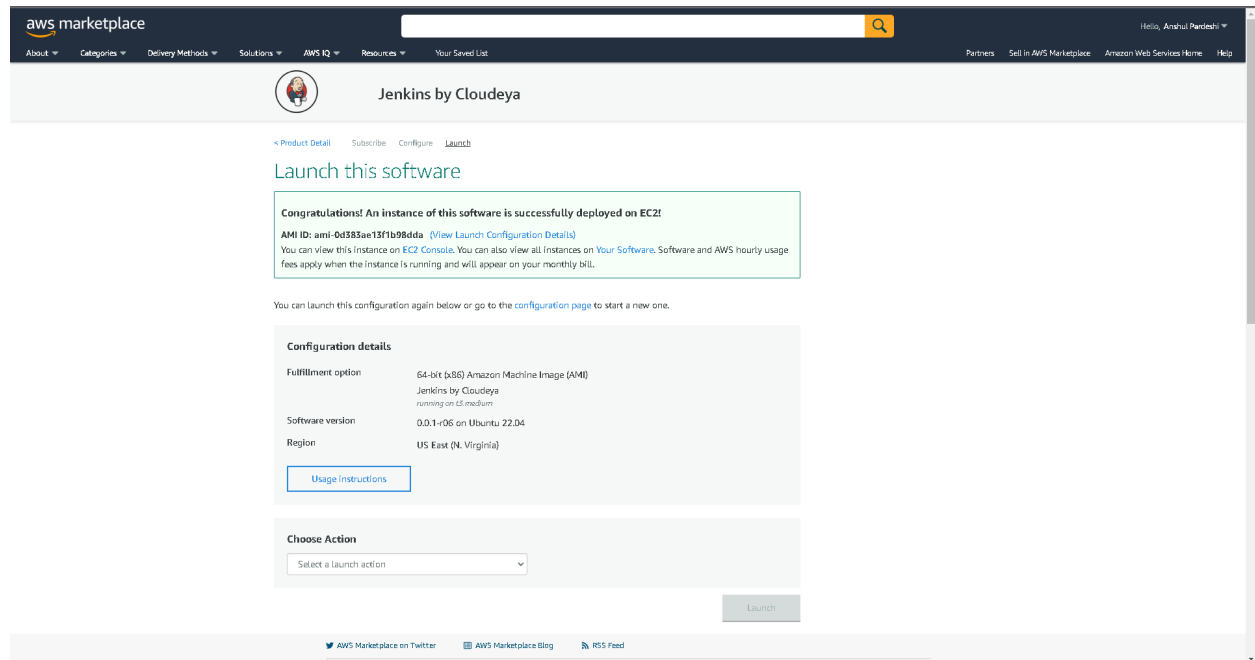 aws marketplace
Hello, Anshul Pardeshi
About Categories Delivery Methods Solutions AWS IQ Resources Your Saved List Partners Sell in AWS Marketplace Amazon Web Services Home Help
Jenkins by Cloudeya
< Product Detail Subscribe Configure Launch
Launch this software
Congratulations! An instance of this software is successfully deployed on EC2!
AMI ID: ami-0d383ae13f1b98dda (View Launch Configuration Details)
You can view this instance on EC2 Console. You can also view all instances on Your Software. Software and AWS hourly usage
fees apply when the instance is running and will appear on your monthly bill.
You can launch this configuration again below or go to the configuration page to start a new one.
Configuration details
Fulfillment option 64-bit (x86) Amazon Machine Image (AMI)
Jenkins by Cloudeya
running on t3.medium
Software version 0.0.1-r06 on Ubuntu 22.04
Region US East (N. Virginia)
Usage instructions
Choose Action
Select a launch action
Launch
AWS Marketplace on Twitter AWS Marketplace Blog RSS Feed